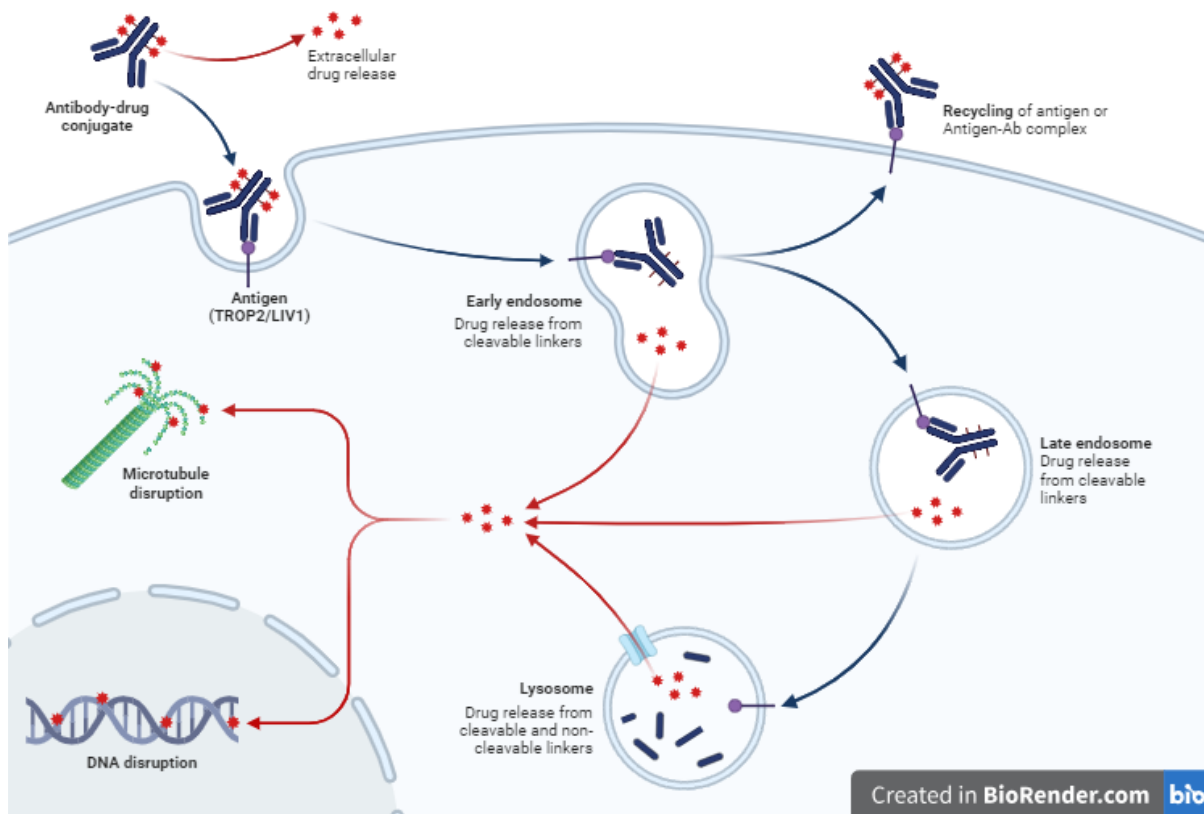 Extracellular
drug release
Antibody-drug
conjugate
Recycling of antigen or
Antigen-Ab complex
Antigen
(TROP2/LIV1)
Early endosome
Drug release from
cleavable linkers
Late endosome
Drug release
from cleavable
linkers
Microtubule
disruption
Lysosome
Drug release from
cleavable and non-
cleavable linkers
DNA disruption
Created in BioRender.com
bio